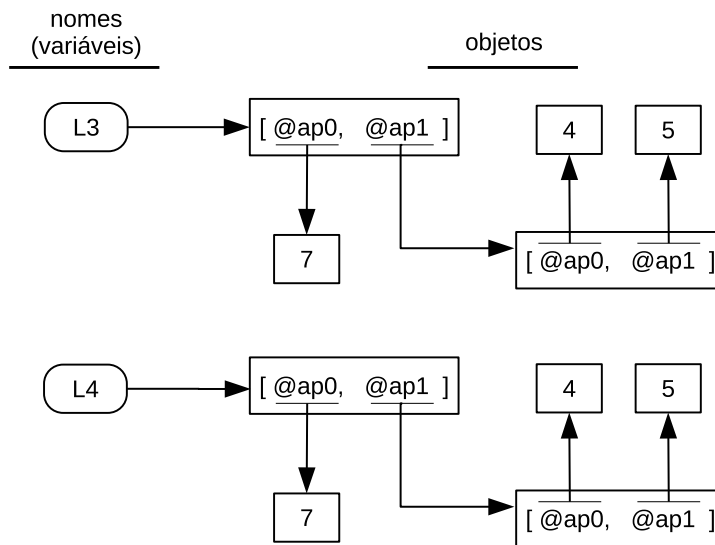 nomes
(variáveis)
objetos
L3
[ @ap0, @ap1 ]
4
5
7
[ @ap0, @ap1 ]
L4
[ @ap0, @ap1 ]
4
5
7
[ @ap0, @ap1 ]